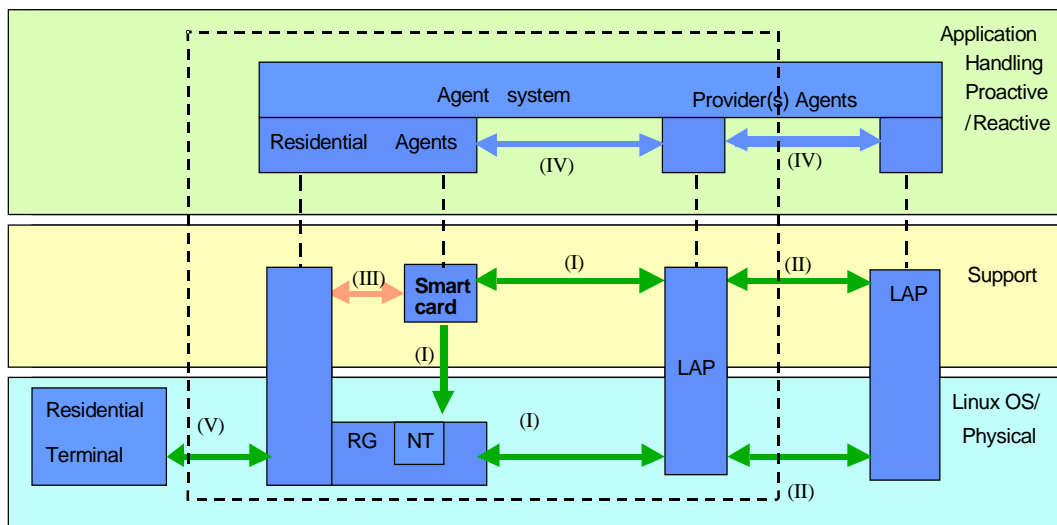 Application
Handling
Proactive
/Reactive
Agent system
Provider(s) Agents
Residential Agents
(IV)
(IV)
(III)
Smart
card
(I)
(II)
LAP
Support
(I)
LAP
Residential
Terminal
(V)
RG
NT
(I)
(II)
Linux OS/
Physical